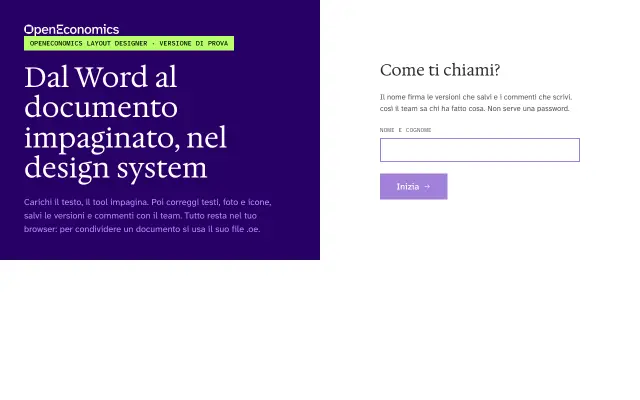 OpenEconomics
OPENECONOMICS LAYOUT DESIGNER · VERSIONE DI PROVA
Dal Word al
documento
impaginato, nel
design system
Carichi il testo, il tool impagina. Poi correggi testi, foto e icone,
salvi le versioni e commenti con il team. Tutto resta nel tuo
browser: per condividere un documento si usa il suo file .oe.
Come ti chiami?
Il nome firma le versioni che salvi e i commenti che scrivi,
così il team sa chi ha fatto cosa. Non serve una password.
NOME E COGNOME
Inizia →